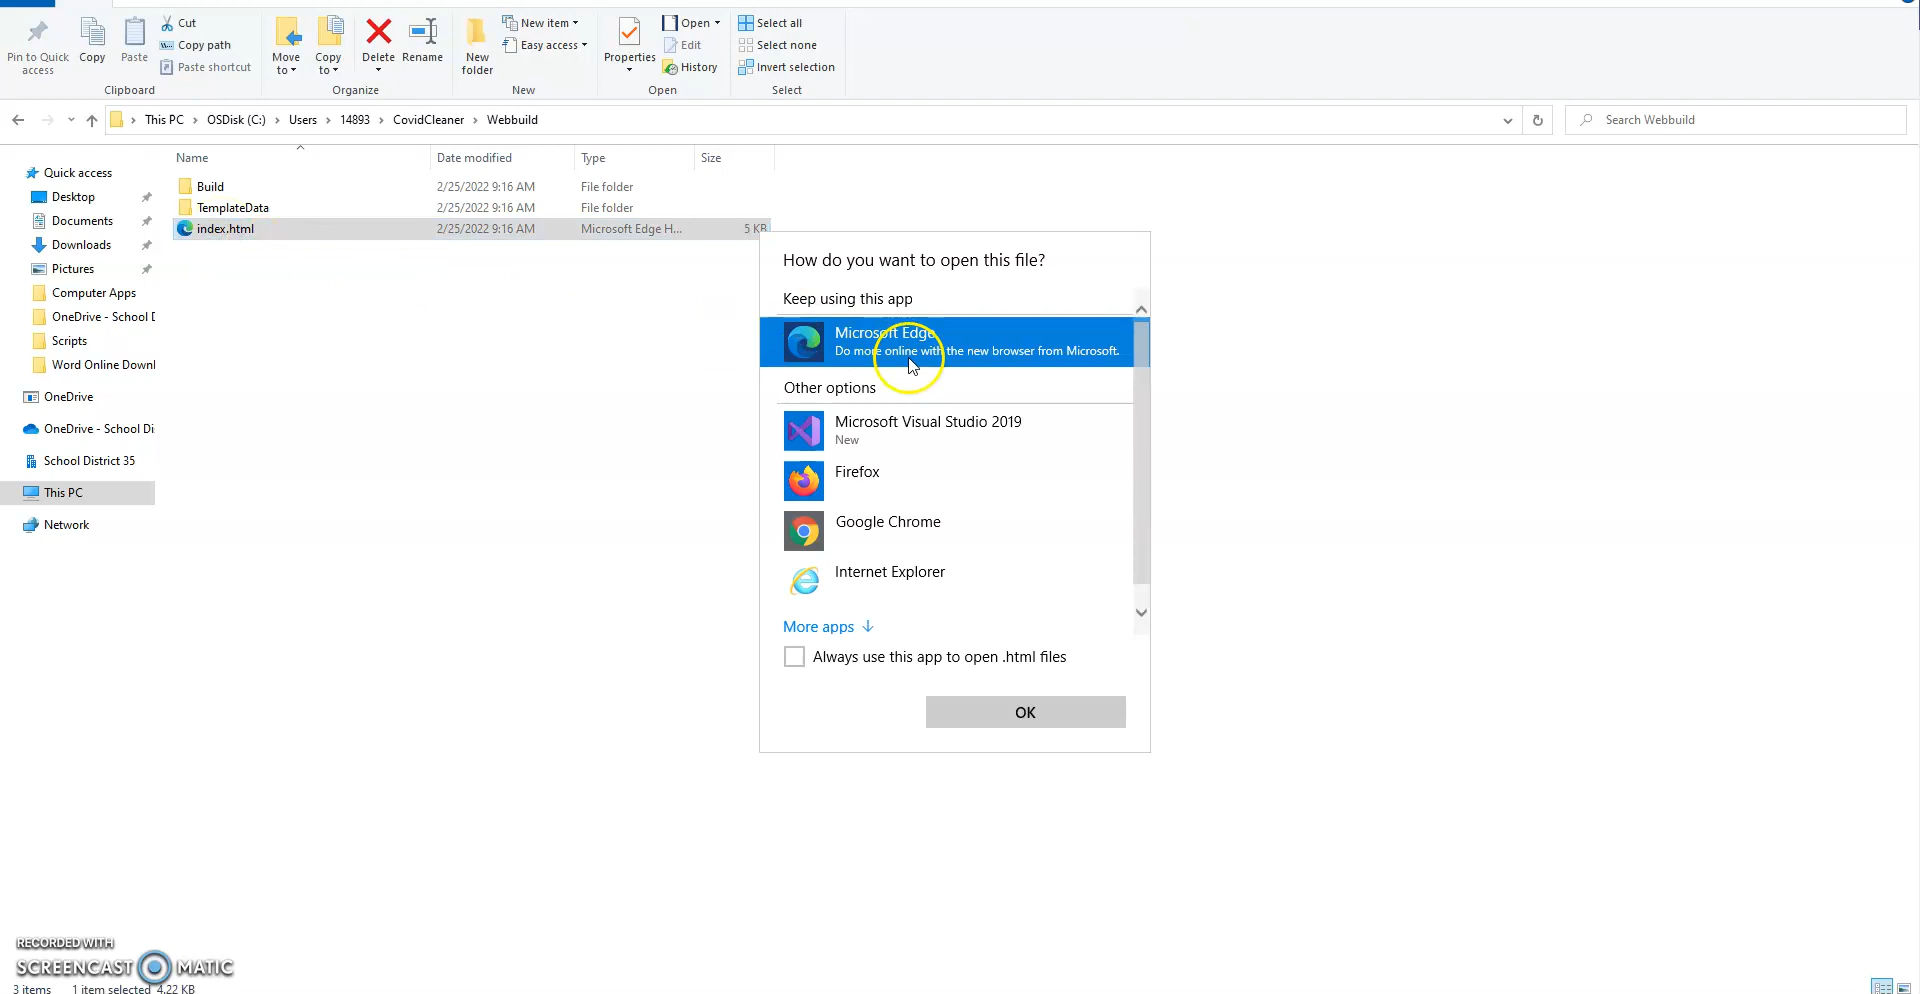 Pin to Quick access
Copy
Paste
Cut
Copy path
Paste shortcut
Clipboard
Move to
Copy to
Delete
Rename
Organize
New folder
New item
Easy access
New
Properties
Open
Edit
History
Open
Select all
Select none
Invert selection
Select
This PC > OSDisk (C:) > Users > 14893 > CovidCleaner > Webbuild
Search Webbuild
Name Date modified Type Size
Build 2/25/2022 9:16 AM File folder
TemplateData 2/25/2022 9:16 AM File folder
index.html 2/25/2022 9:16 AM Microsoft Edge H... 5 KB
Quick access
Desktop
Documents
Downloads
Pictures
Computer Apps
OneDrive - School D
Scripts
Word Online Downl
OneDrive
OneDrive - School Di
School District 35
This PC
Network
How do you want to open this file?
Keep using this app
Microsoft Edge
Do more online with the new browser from Microsoft.
Other options
Microsoft Visual Studio 2019
New
Firefox
Google Chrome
Internet Explorer
More apps
Always use this app to open .html files
OK
RECORDED WITH
SCREENCAST MATIC
3 items 1 item selected 4.22 KB